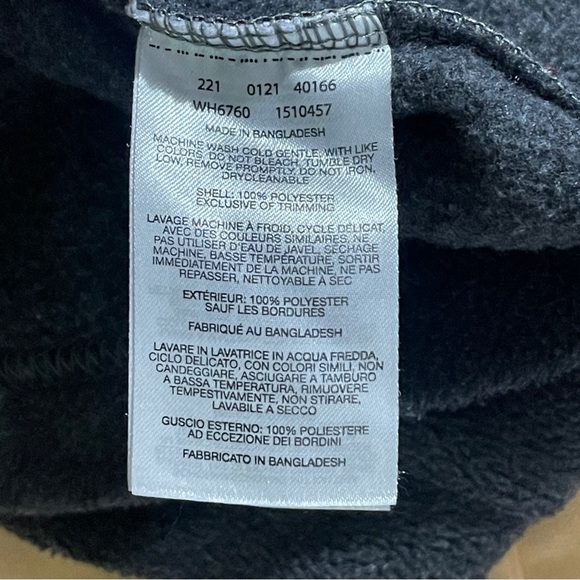 221 0121 40166
WH6760 1510457
MADE IN BANGLADESH
MACHINE WASH COLD GENTLE, WITH LIKE
COLORS, DO NOT BLEACH, TUMBLE DRY
LOW, REMOVE PROMPTLY, DO NOT IRON,
DRYCLEANABLE
SHELL: 100% POLYESTER
EXCLUSIVE OF TRIMMING
LAVAGE MACHINE À FROID, CYCLE DÉLICAT,
AVEC DES COULEURS SIMILAIRES, NE
PAS UTILISER D'EAU DE JAVEL, SÉCHAGE
MACHINE, BASSE TEMPÉRATURE, SORTIR
IMMÉDIATEMENT DE LA MACHINE, NE PAS
REPASSER, NETTOYABLE À SEC
EXTÉRIEUR: 100% POLYESTER
SAUF LES BORDURES
FABRIQUÉ AU BANGLADESH
LAVARE IN LAVATRICE IN ACQUA FREDDA,
CICLO DELICATO, CON COLORI SIMILI, NON
CANDEGGIARE, ASCIUGARE A TAMBURO
A BASSA TEMPERATURA, RIMUOVERE
TEMPESTIVAMENTE, NON STIRARE,
LAVABILE A SECCO
GUSCIO ESTERNO: 100% POLIESTERE
AD ECCEZIONE DEI BORDINI
FABBRICATO IN BANGLADESH